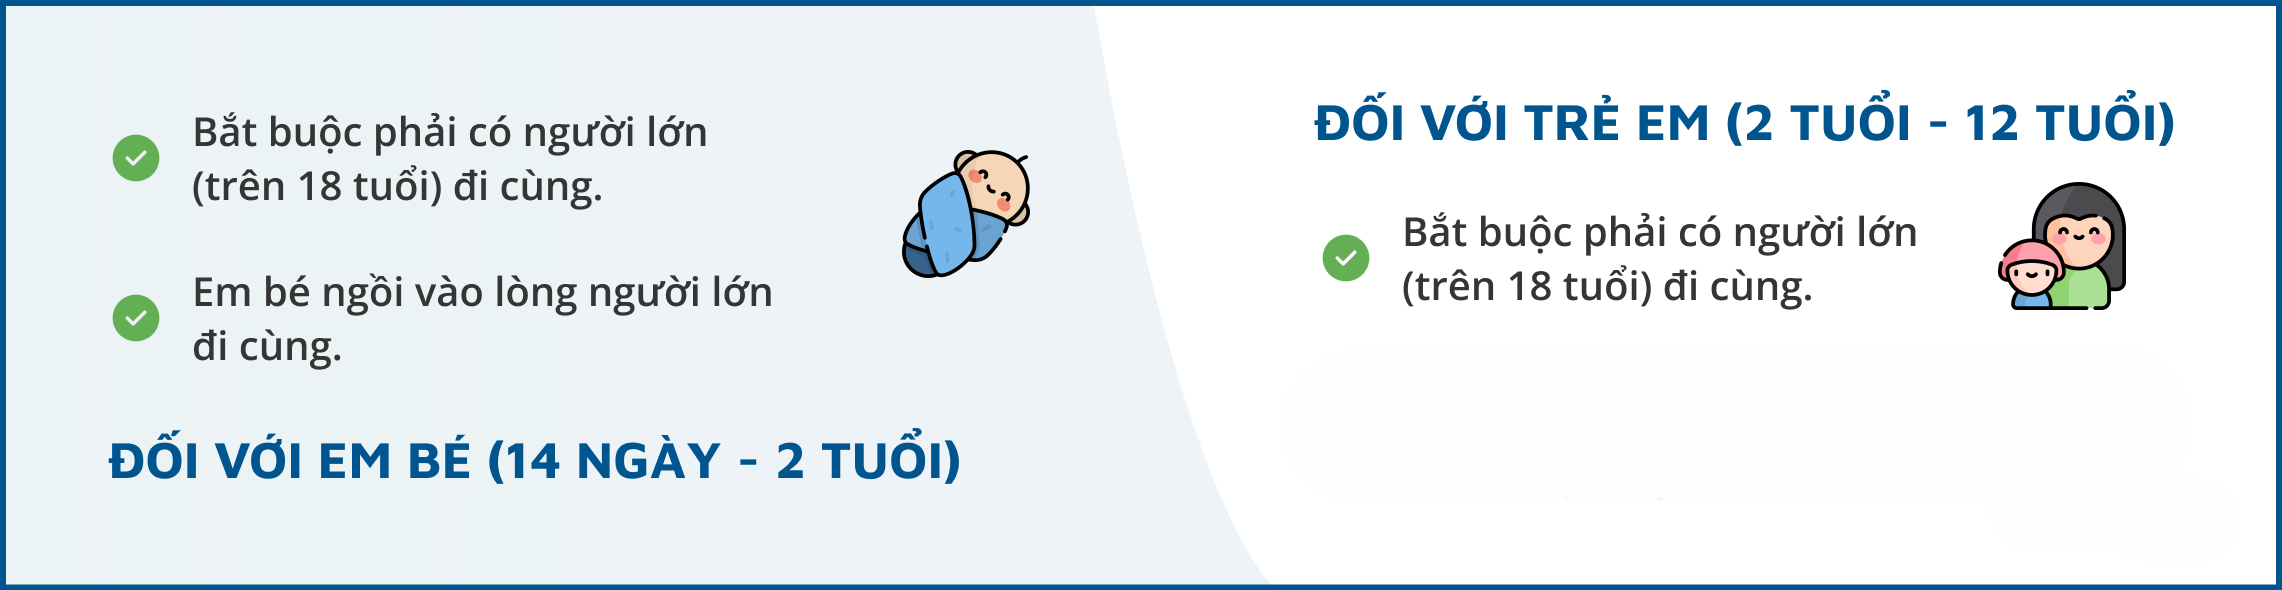 Bắt buộc phải có người lớn
(trên 18 tuổi) đi cùng.
Em bé ngồi vào lòng người lớn
đi cùng.
ĐỐI VỚI EM BÉ (14 NGÀY - 2 TUỔI)
ĐỐI VỚI TRẺ EM (2 TUỔI - 12 TUỔI)
Bắt buộc phải có người lớn
(trên 18 tuổi) đi cùng.